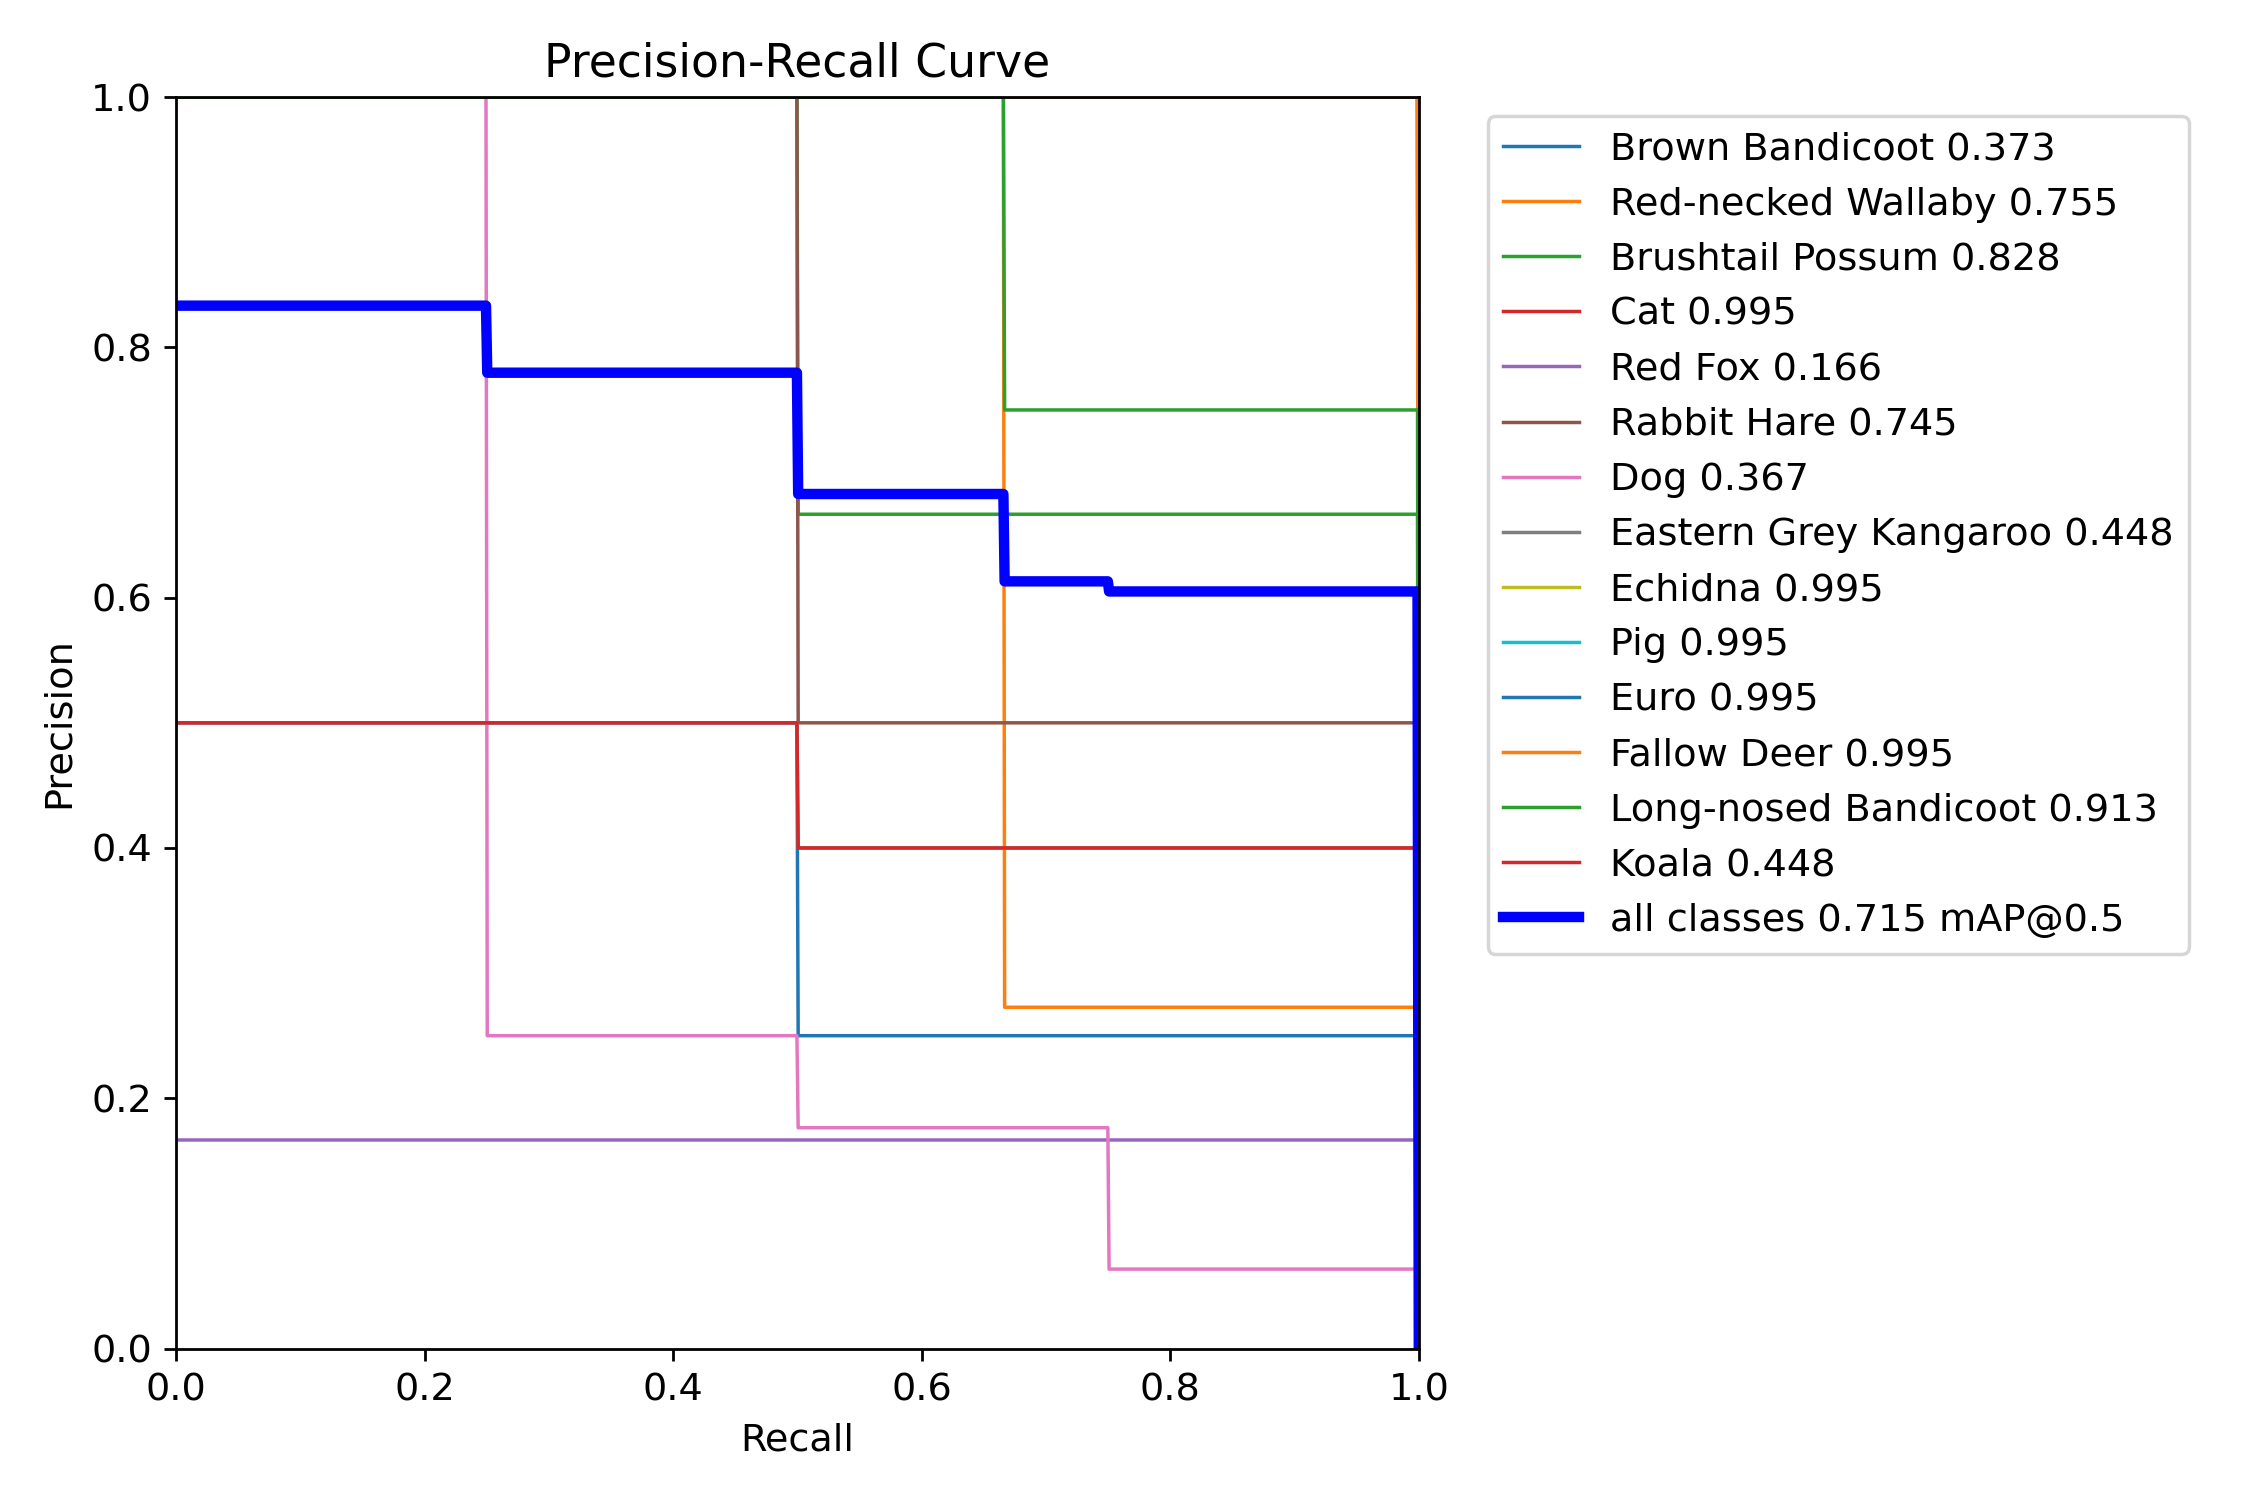 Precision-Recall Curve
1.0
0.8
0.6
0.4
0.2
0.0
Precision
0.0 0.2 0.4 0.6 0.8 1.0
Recall
Brown Bandicoot 0.373
Red-necked Wallaby 0.755
Brushtail Possum 0.828
Cat 0.995
Red Fox 0.166
Rabbit Hare 0.745
Dog 0.367
Eastern Grey Kangaroo 0.448
Echidna 0.995
Pig 0.995
Euro 0.995
Fallow Deer 0.995
Long-nosed Bandicoot 0.913
Koala 0.448
all classes 0.715 mAP@0.5